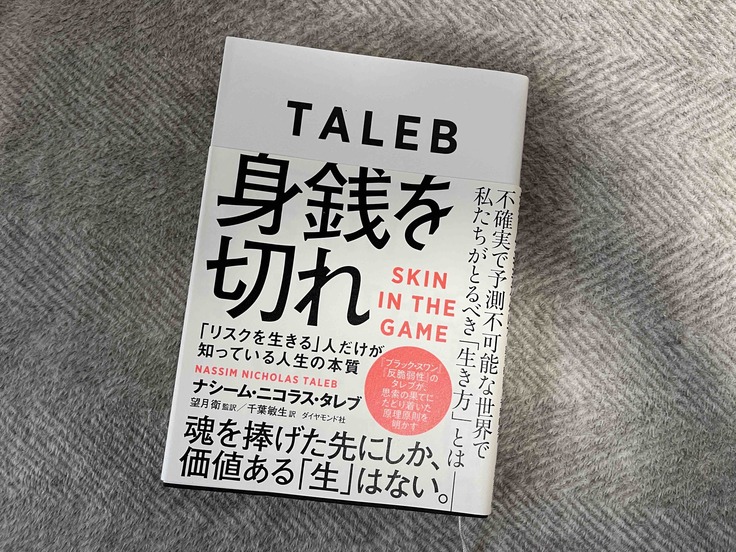 TALEB
身銭を
切れ
SKIN
IN THE
GAME
不確実で予測不可能な世界で
私たちがとるべき「生き方」とは――
「リスクを生きる」人だけが
知っている人生の本質
NASSIM NICHOLAS TALEB
ナシーム・ニコラス・タレブ
望月衛 監訳/千葉敏生 訳 ダイヤモンド社
『ブラック・スワン』
『反脆弱性』の
タレブが、
思索の果てに
たどり着いた
原理原則を
明かす
魂を捧げた先にしか、
価値ある「生」はない。